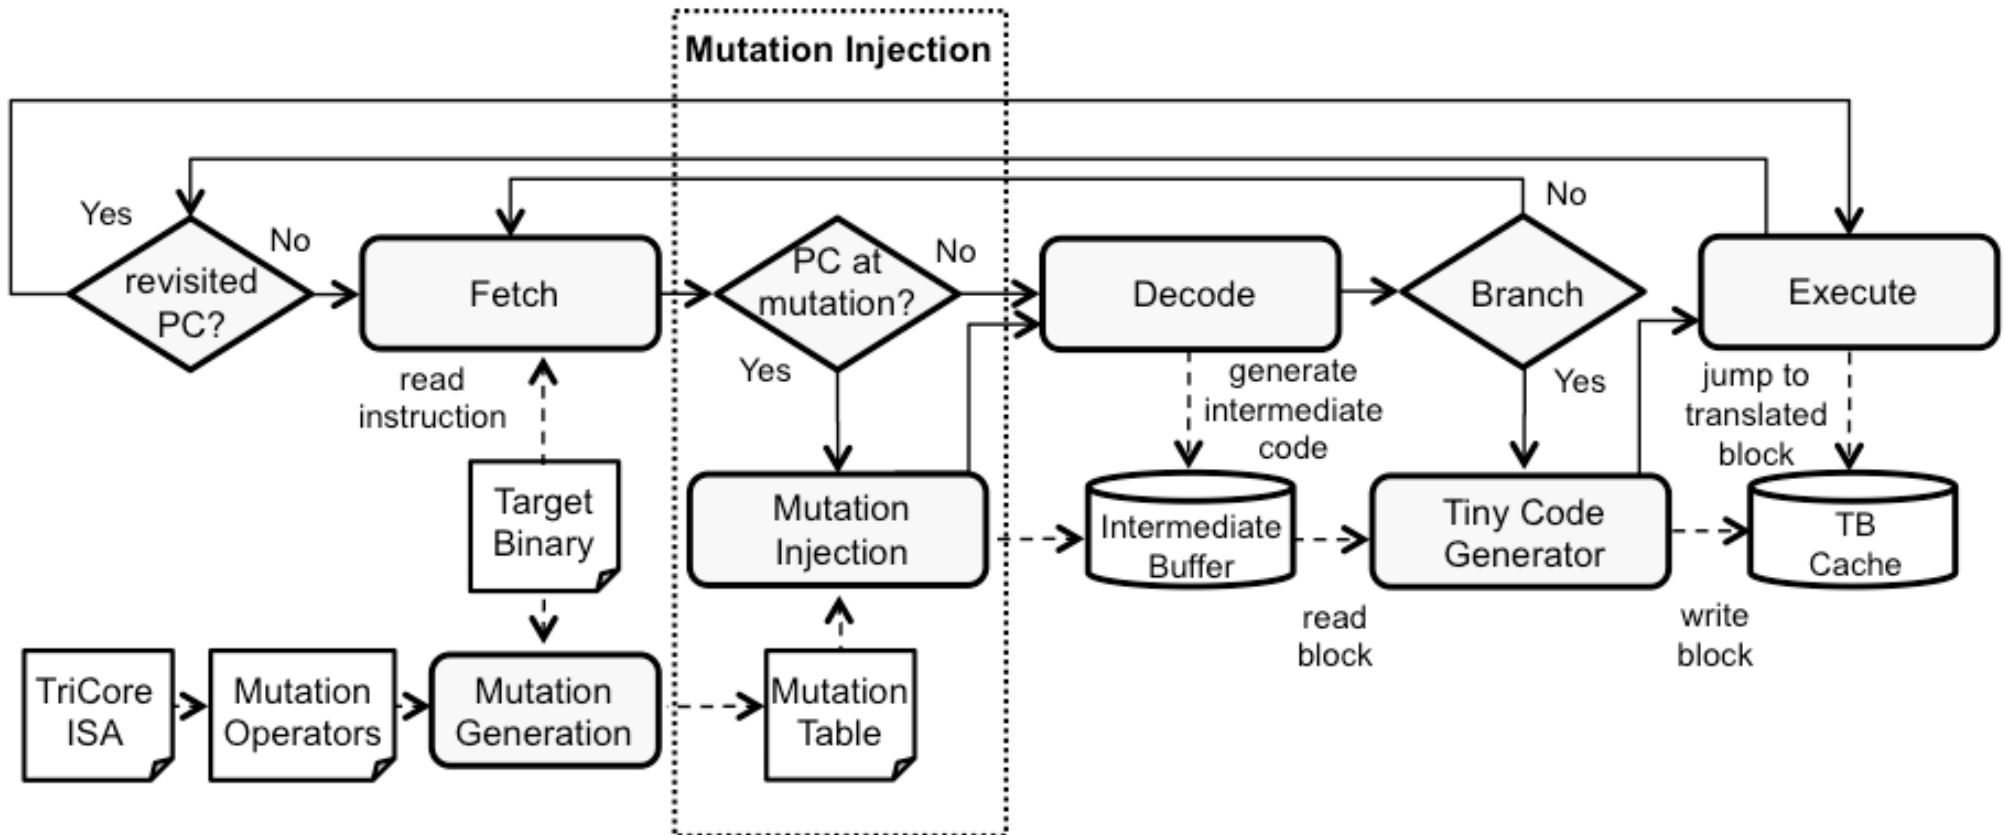 Mutation Injection
Yes
No
revisited
PC?
Fetch
PC at
mutation?
No
Yes
Decode
No
Branch
Yes
Execute
read
instruction
generate
intermediate
code
jump to
translated
block
Target
Binary
Mutation
Injection
Intermediate
Buffer
Tiny Code
Generator
TB
Cache
read
block
write
block
TriCore
ISA
Mutation
Operators
Mutation
Generation
Mutation
Table